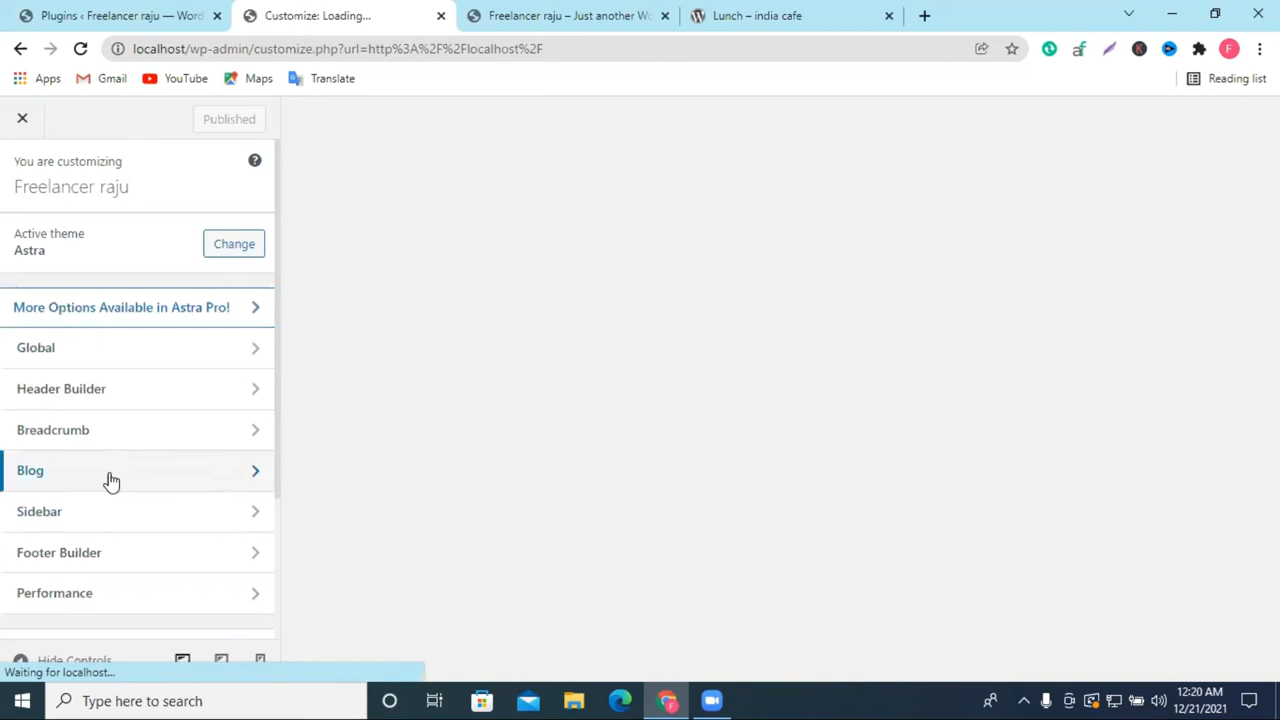 Plugins ‹ Freelancer raju — Word
Customize: Loading...
Freelancer raju – Just another Wo
Lunch – india cafe
localhost/wp-admin/customize.php?url=http%3A%2F%2Flocalhost%2F
Apps
Gmail
YouTube
Maps
Translate
Reading list
Published
You are customizing
Freelancer raju
Active theme
Astra
Change
More Options Available in Astra Pro!
Global
Header Builder
Breadcrumb
Blog
Sidebar
Footer Builder
Performance
Hide Controls
Waiting for localhost...
Type here to search
12:20 AM
12/21/2021